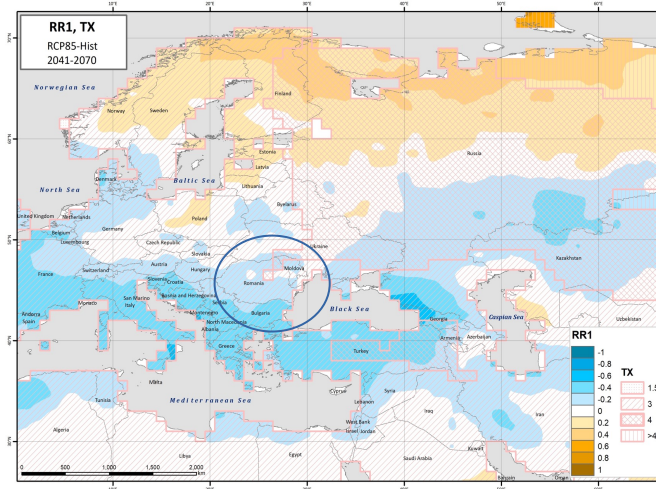 RR1, TX
RCP85-Hist
2041-2070
Norwegian Sea
Norway
Sweden
Finland
Russia
Estonia
Latvia
Lithuania
Baltic Sea
North Sea
Denmark
United Kingdom
Netherlands
Belgium
Luxembourg
Germany
Poland
Byelarus
Czech Republic
Slovakia
Ukraine
Kazakhstan
France
Switzerland
Austria
Hungary
Slovenia
Croatia
Romania
Moldova
Bosnia and Herzegovina
Serbia
San Marino
Italy
Monaco
Andorra
Spain
Montenegro
Bulgaria
North Macedonia
Albania
Greece
Black Sea
Georgia
Caspian Sea
Uzbekistan
Armenia
Azerbaijan
Turkey
Malta
Mediterranean Sea
Cyprus
Syria
Lebanon
West Bank
Israel
Jordan
Iraq
Iran
Tunisia
Algeria
Libya
Egypt
Saudi Arabia
Kuwait
Bahrain
Oman
0 500 1,000 2,000
km
RR1
-1
-0.8
-0.6
-0.4
-0.2
0
0.2
0.4
0.6
0.8
1
TX
1.5
3
4
>4